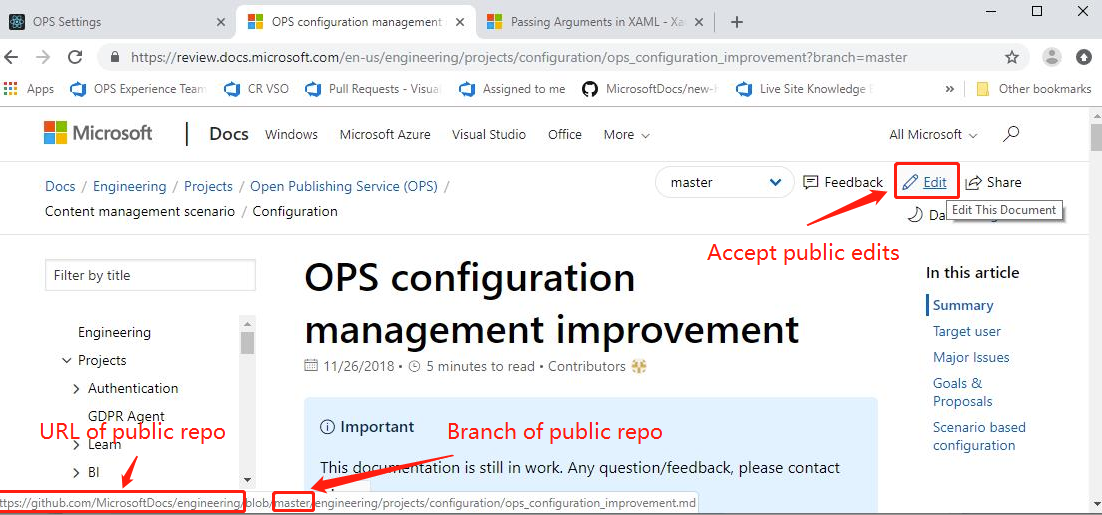 OPS Settings
OPS configuration management
Passing Arguments in XAML - Xa
https://review.docs.microsoft.com/en-us/engineering/projects/configuration/ops_configuration_improvement?branch=master
Apps
OPS Experience Team
CR VSO
Pull Requests - Visual
Assigned to me
MicrosoftDocs/new-
Live Site Knowledge
»
Other bookmarks
Microsoft
Docs
Windows
Microsoft Azure
Visual Studio
Office
More
All Microsoft
Docs / Engineering / Projects / Open Publishing Service (OPS) /
Content management scenario / Configuration
master
Feedback
Edit
Share
Da
Edit This Document
Accept public edits
Filter by title
Engineering
Projects
Authentication
GDPR Agent
Learn
BI
OPS configuration
management improvement
11/26/2018 • 5 minutes to read • Contributors
Important
This documentation is still in work. Any question/feedback, please contact
In this article
Summary
Target user
Major Issues
Goals &
Proposals
Scenario based
configuration
URL of public repo
Branch of public repo
ttps://github.com/MicrosoftDocs/engineering/blob/master/engineering/projects/configuration/ops_configuration_improvement.md